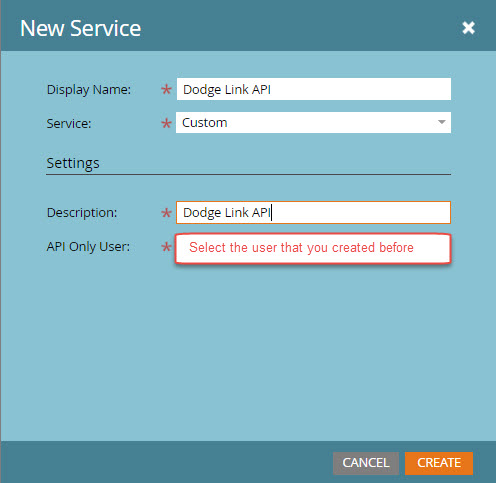 New Service
Display Name: * Dodge Link API
Service: * Custom
Settings
Description: * Dodge Link API
API Only User: * Select the user that you created before
CANCEL CREATE